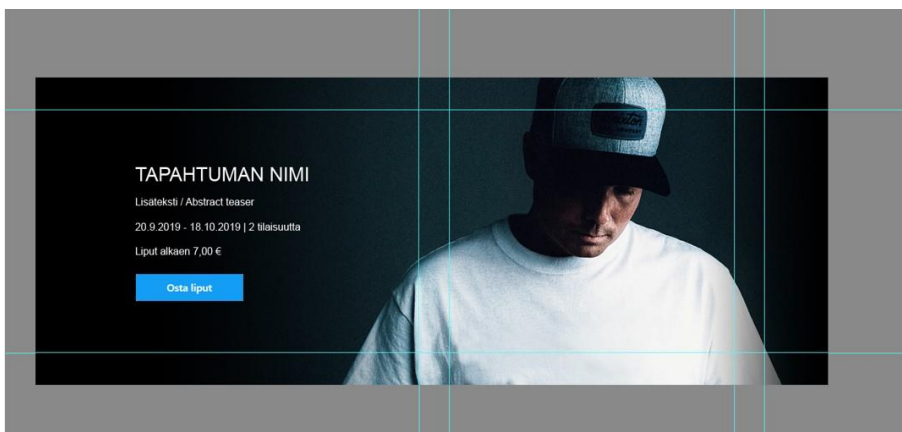 TAPAHTUMAN NIMI
Lisäteksti / Abstract teaser
20.9.2019 - 18.10.2019 | 2 tilaisuutta
Liput alkaen 7,00 €
Osta liput